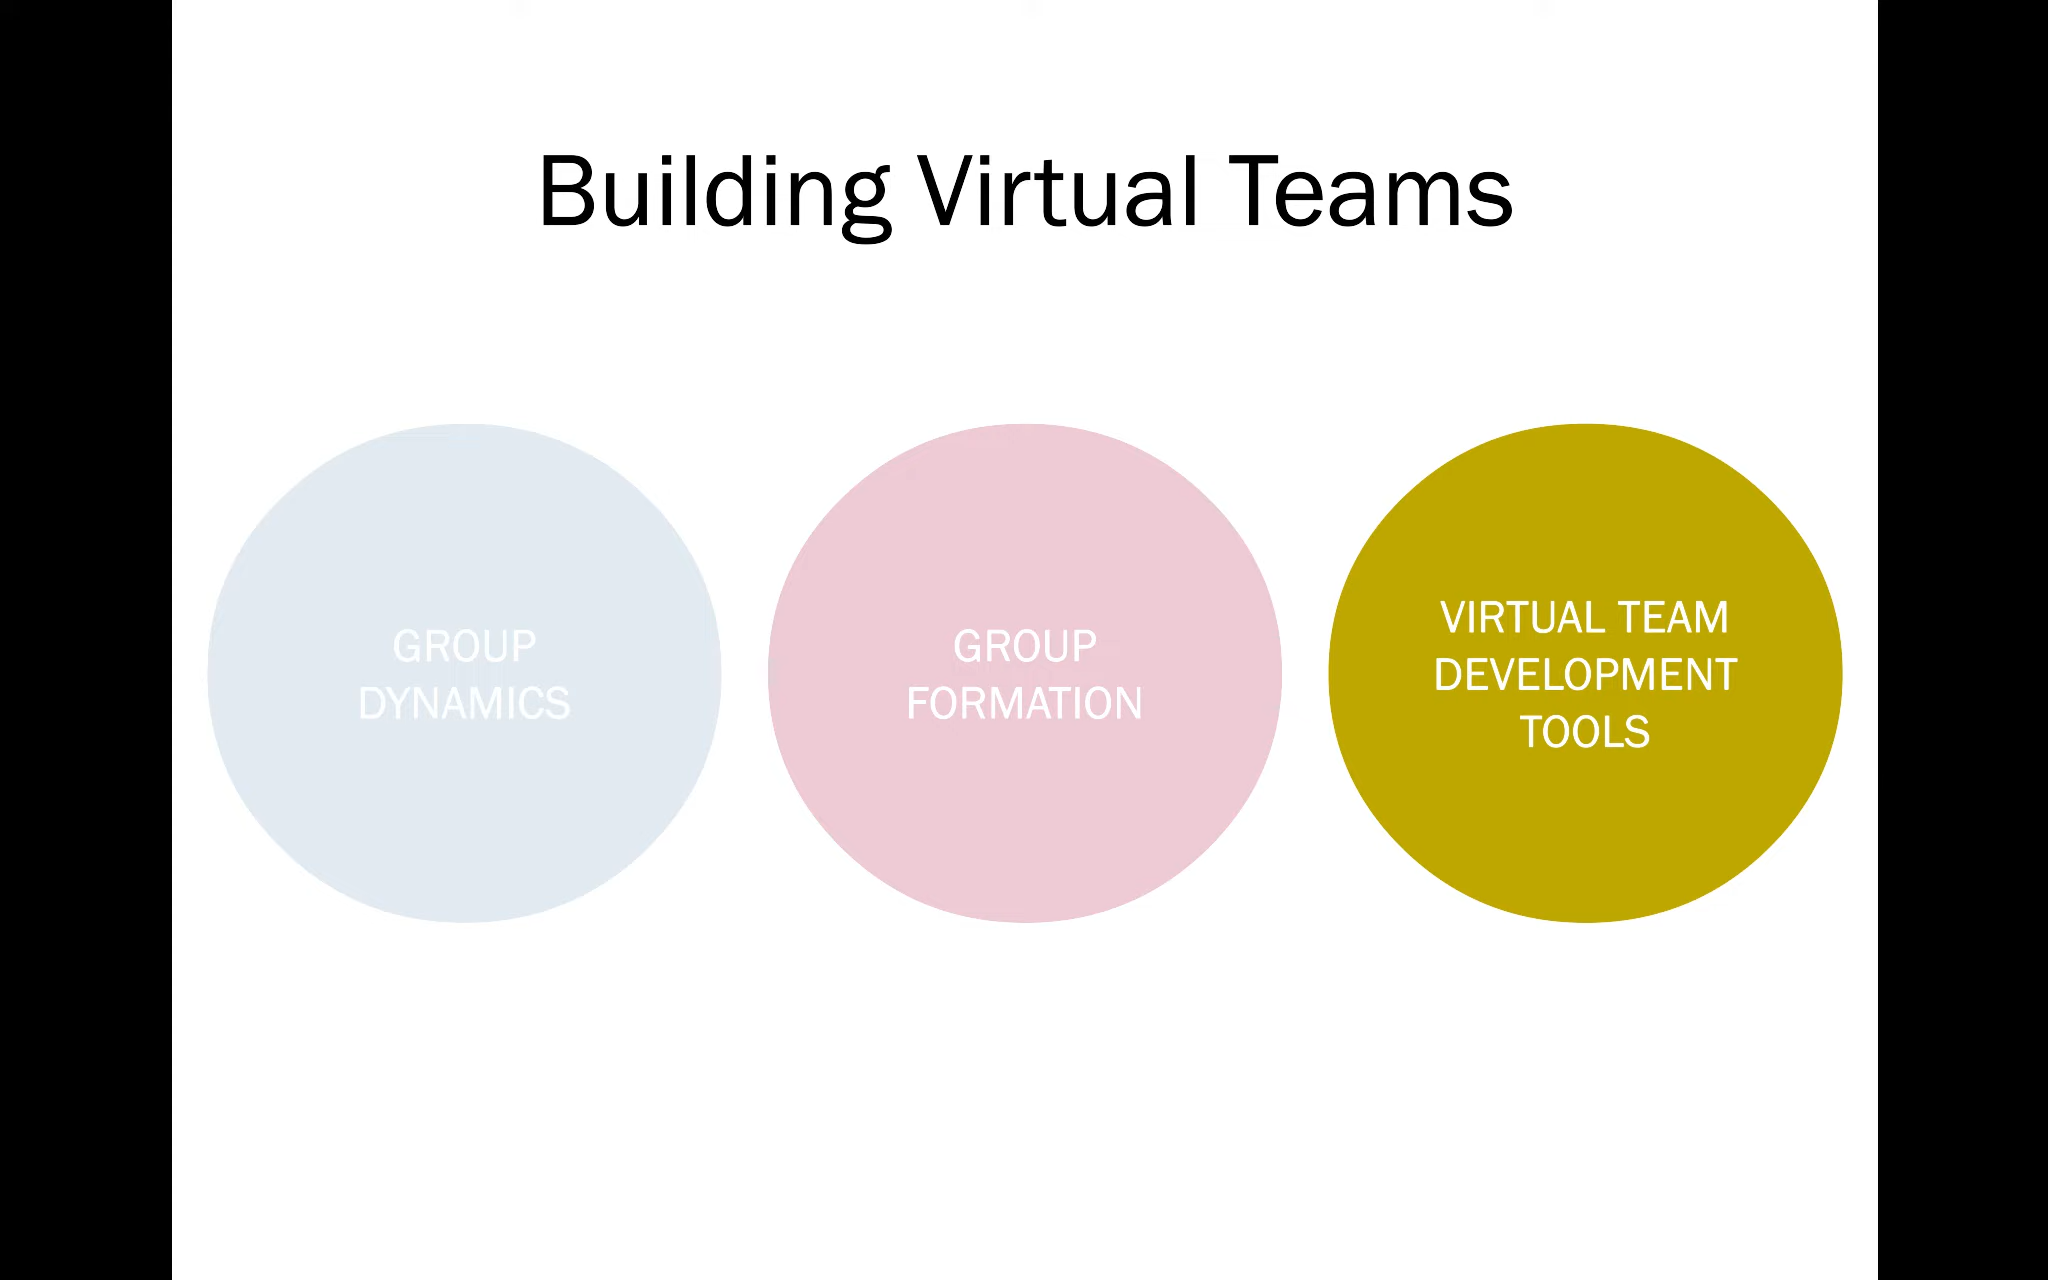 Building Virtual Teams
GROUP
DYNAMICS
GROUP
FORMATION
VIRTUAL TEAM
DEVELOPMENT
TOOLS